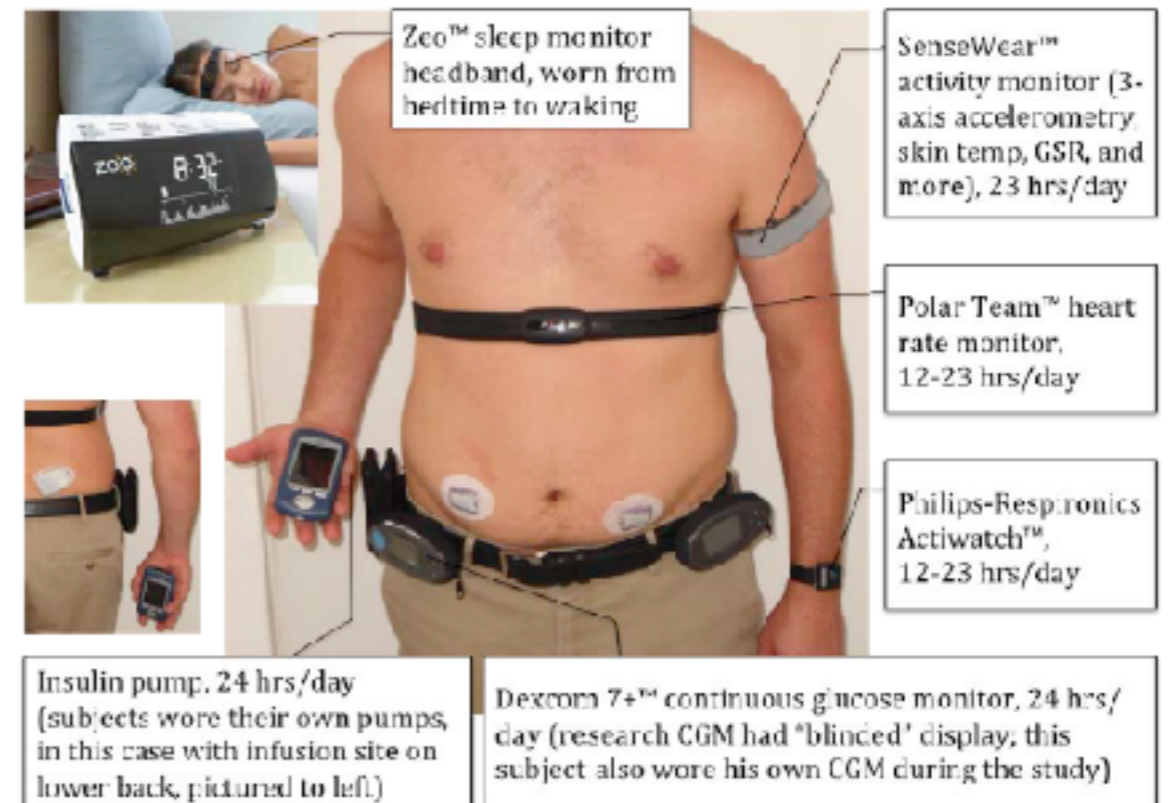 Zeo™ sleep monitor
headband, worn from
bedtime to waking
SenseWear™
activity monitor (3-
axis accelerometry,
skin temp, GSR, and
more), 23 hrs/day
zeo
8:32
Polar Team™ heart
rate monitor,
12-23 hrs/day
Philips-Respironics
Actiwatch™,
12-23 hrs/day
Insulin pump, 24 hrs/day
(subjects wore their own pumps,
in this case with infusion site on
lower back, pictured to left)
Dexcom 7+™ continuous glucose monitor, 24 hrs/
day (research CGM had "blinded" display; this
subject also wore his own CGM during the study)